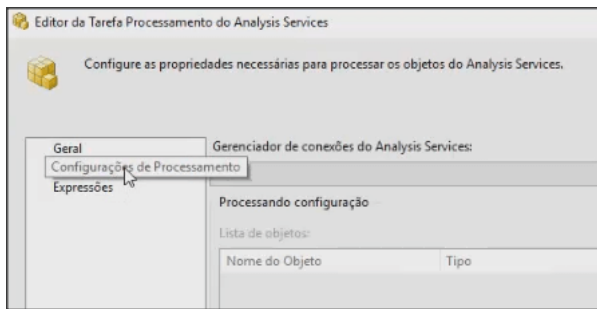 Editor da Tarefa Processamento do Analysis Services
Configure as propriedades necessárias para processar os objetos do Analysis Services.
Geral
Configurações de Processamento
Expressões
Gerenciador de conexões do Analysis Services:
Processando configuração
Lista de objetos:
Nome do Objeto Tipo